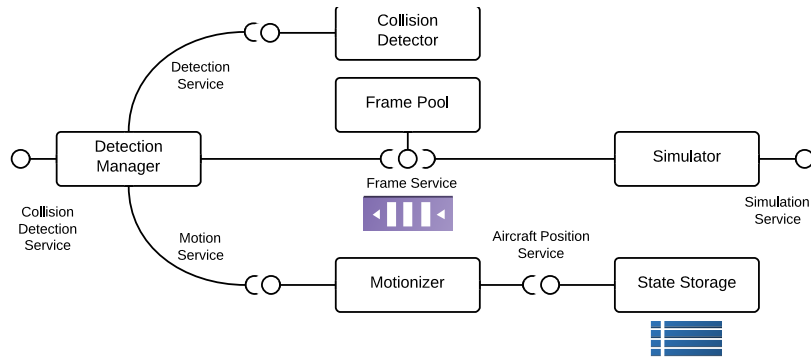 Collision
Detector
Detection
Service
Frame Pool
Detection
Manager
Simulator
Frame Service
Collision
Detection
Service
Simulation
Service
Motion
Service
Aircraft Position
Service
Motionizer
State Storage